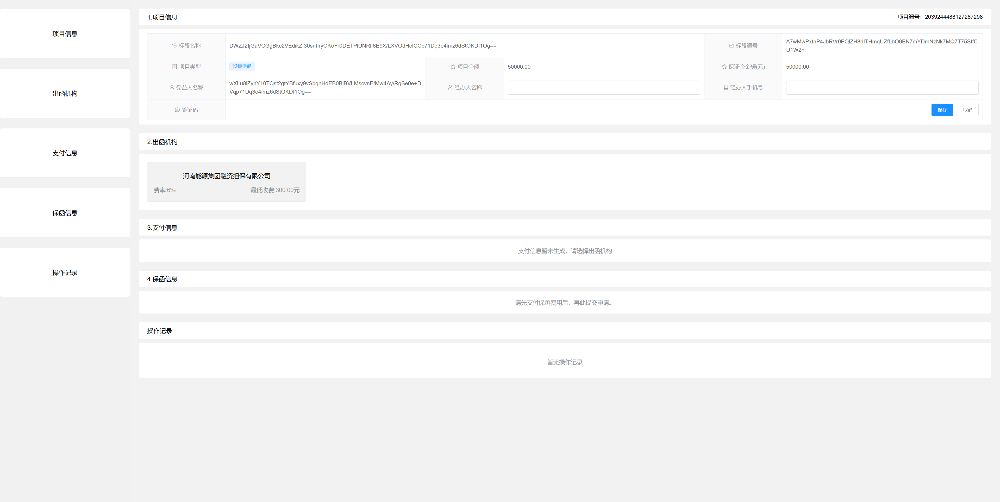 项目信息
出函机构
支付信息
保函信息
操作记录
1.项目信息
项目编号：2039244488127287298
标段名称
DWZJ2IjGaVCGgBkc2VEdikZf30srifIryOKoFr0DETPlUNRlI8E9X/LXVOdHcICCp71Dq3e4imz6dStOKDI1Og==
标段编号
A7wMwPxtnP4JbRVr9PQlZH8dITHmqUZfLbO9BN7mYDmNzNk7MQ7T75StfC
U1W2ni
项目类型
投标保函
项目金额
50000.00
保证金金额(元)
50000.00
受益人名称
wXLu8lZyhY10TQst2gtYBfuxy9vSbgnHdEB0BlBVLMscvnE/Mw4Ay/RgSe0e+D
Vqp71Dq3e4imz6dStOKDI1Og==
经办人名称
经办人手机号
验证码
保存
取消
2.出函机构
河南能源集团融资担保有限公司
费率:6‰
最低收费:300.00元
3.支付信息
支付信息暂未生成，请选择出函机构
4.保函信息
请先支付保函费用后，再此提交申请。
操作记录
暂无操作记录